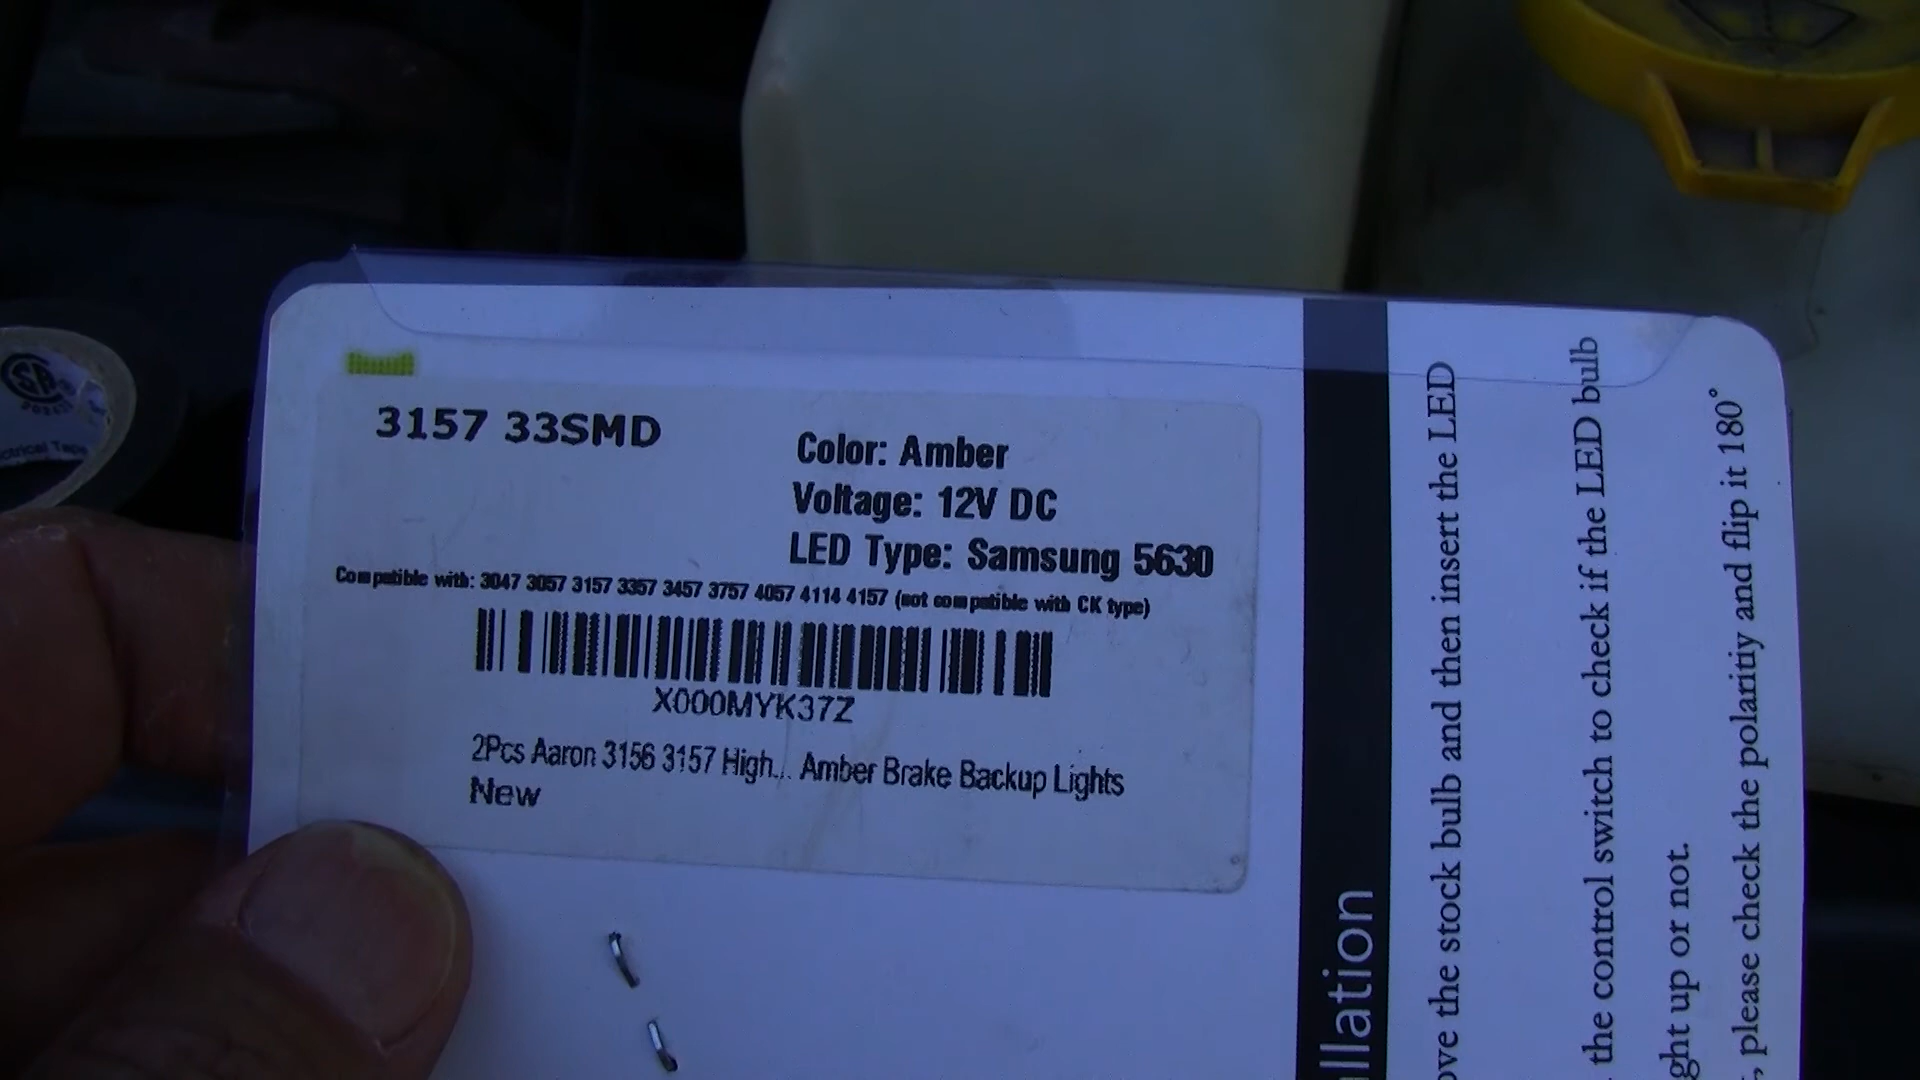 3157 33SMD
Color: Amber
Voltage: 12V DC
LED Type: Samsung 5630
Compatible with: 3047 3057 3157 3357 3457 3757 4057 4114 4157 (not compatible with CK type)
X000MYK37Z
2Pcs Aaron 3156 3157 High... Amber Brake Backup Lights
New
llation
ove the stock bulb and then insert the LED
the control switch to check if the LED bulb
ght up or not.
, please check the polaritiy and flip it 180°